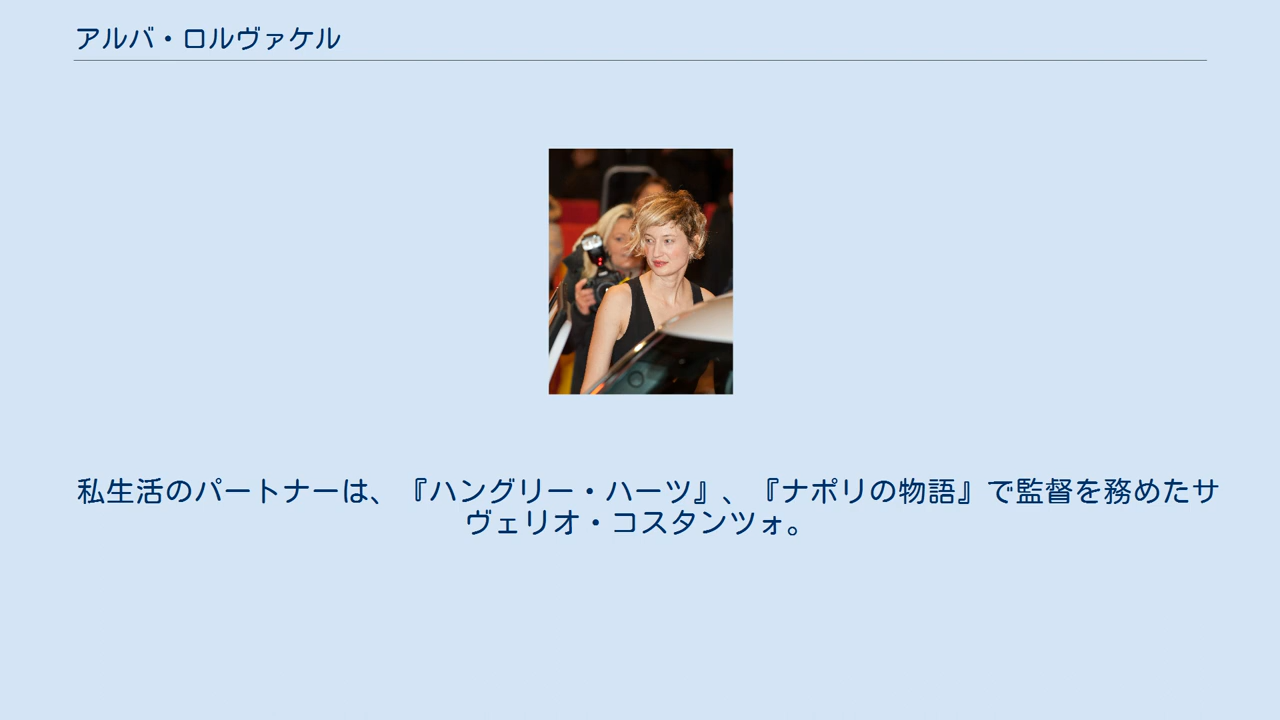 アルバ・ロルヴァケル
私生活のパートナーは、『ハングリー・ハーツ』、『ナポリの物語』で監督を務めたサ
ヴェリオ・コスタンツォ。